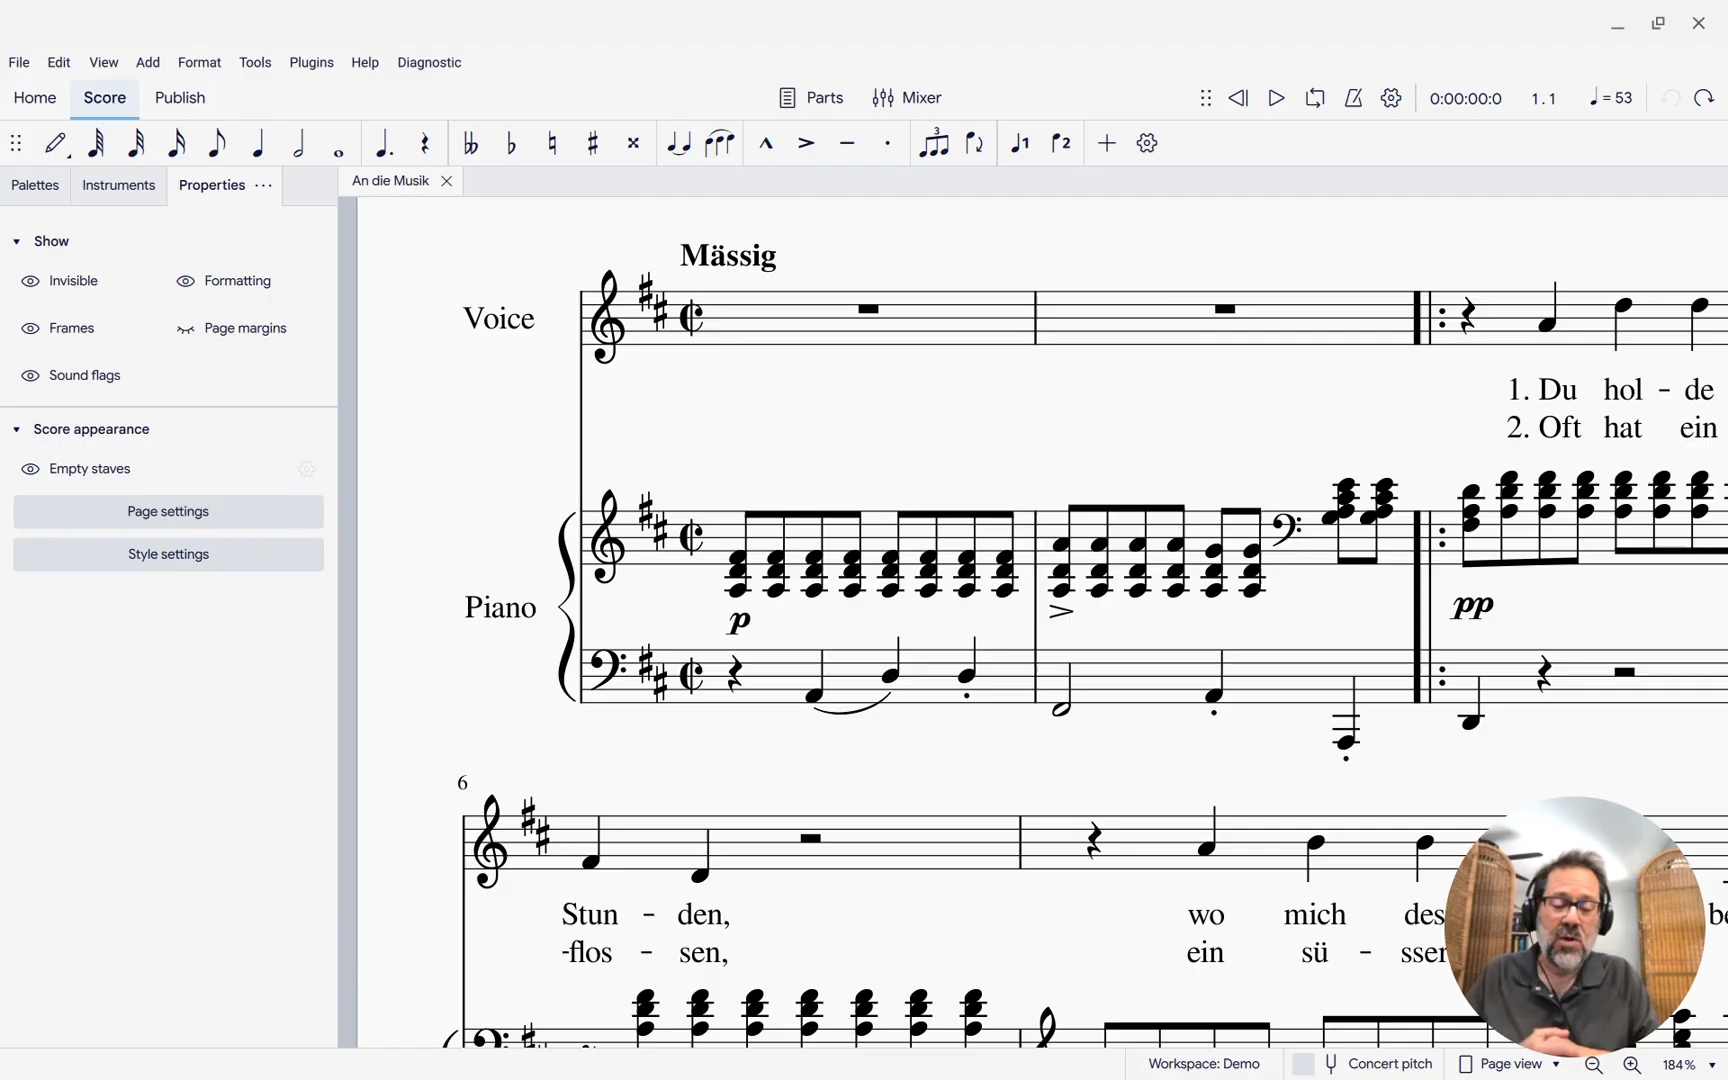 File Edit View Add Format Tools Plugins Help Diagnostic
Home Score Publish Parts Mixer 0:00:00:0 1. 1 = 53
3 1 2
Palettes Instruments Properties ··· An die Musik
Show
Invisible Formatting
Frames Page margins
Sound flags
Score appearance
Empty staves
Page settings
Style settings
Mässig
Voice
1. Du hol - de
2. Oft hat ein
Piano
p pp
6
Stun - den, wo mich des
-flos - sen, ein sü - sser
Workspace: Demo Concert pitch Page view 184%